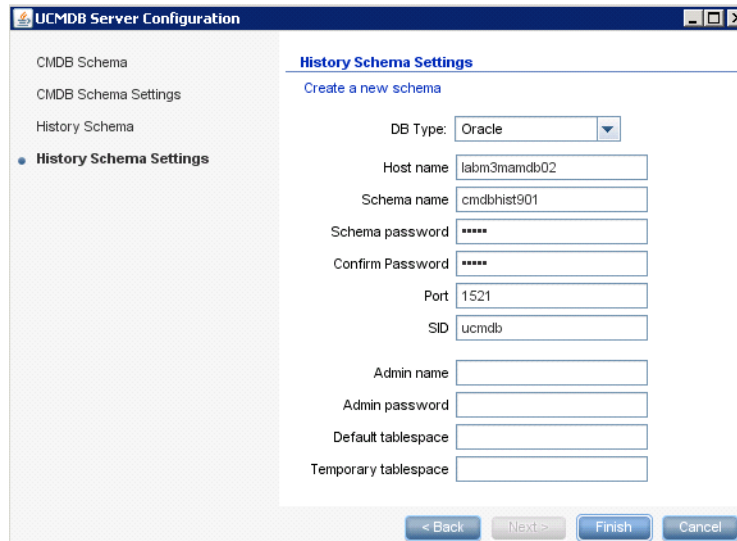 UCMDB Server Configuration
CMDB Schema
CMDB Schema Settings
History Schema
History Schema Settings
History Schema Settings
Create a new schema
DB Type: Oracle
Host name labm3mamdb02
Schema name cmdbhist901
Schema password •••••
Confirm Password •••••
Port 1521
SID ucmdb
Admin name
Admin password
Default tablespace
Temporary tablespace
< Back Next > Finish Cancel